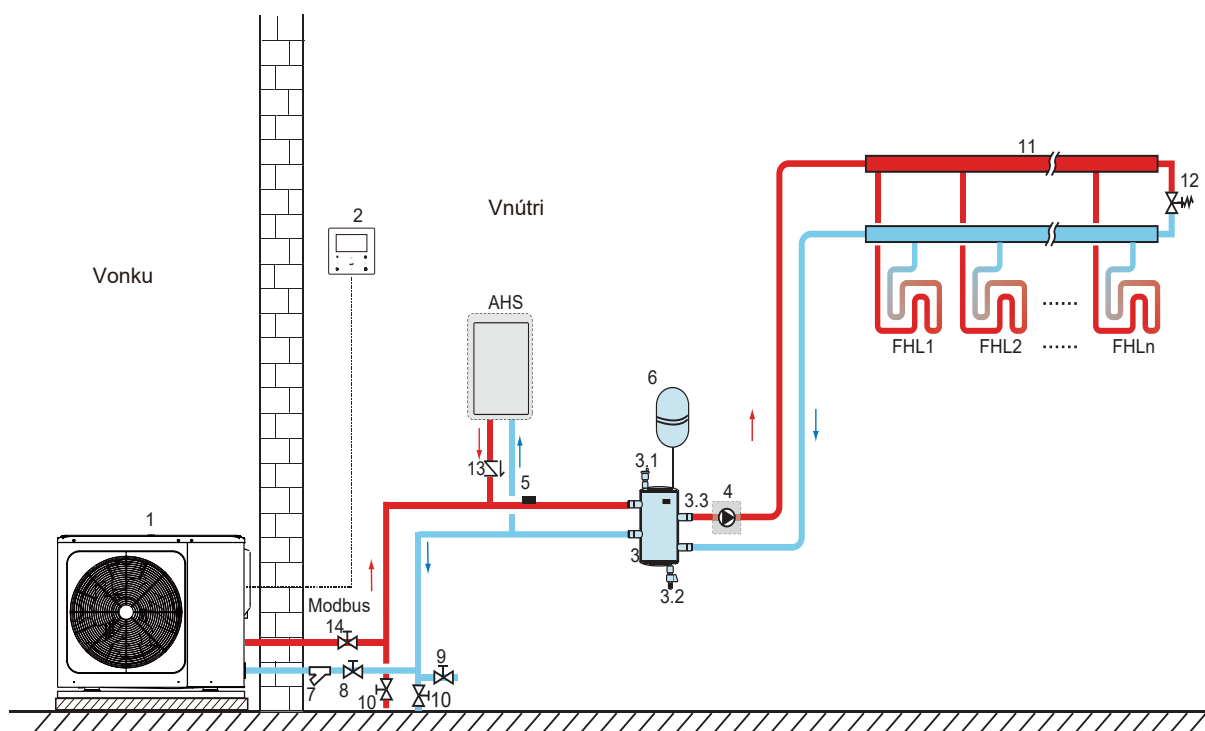 11
12
2
Vnútri
Vonku
AHS
FHL1
FHL2
......
FHLn
......
6
13
5
3.1
3.3
4
1
3
3.2
Modbus
14
9
7
8
10
10